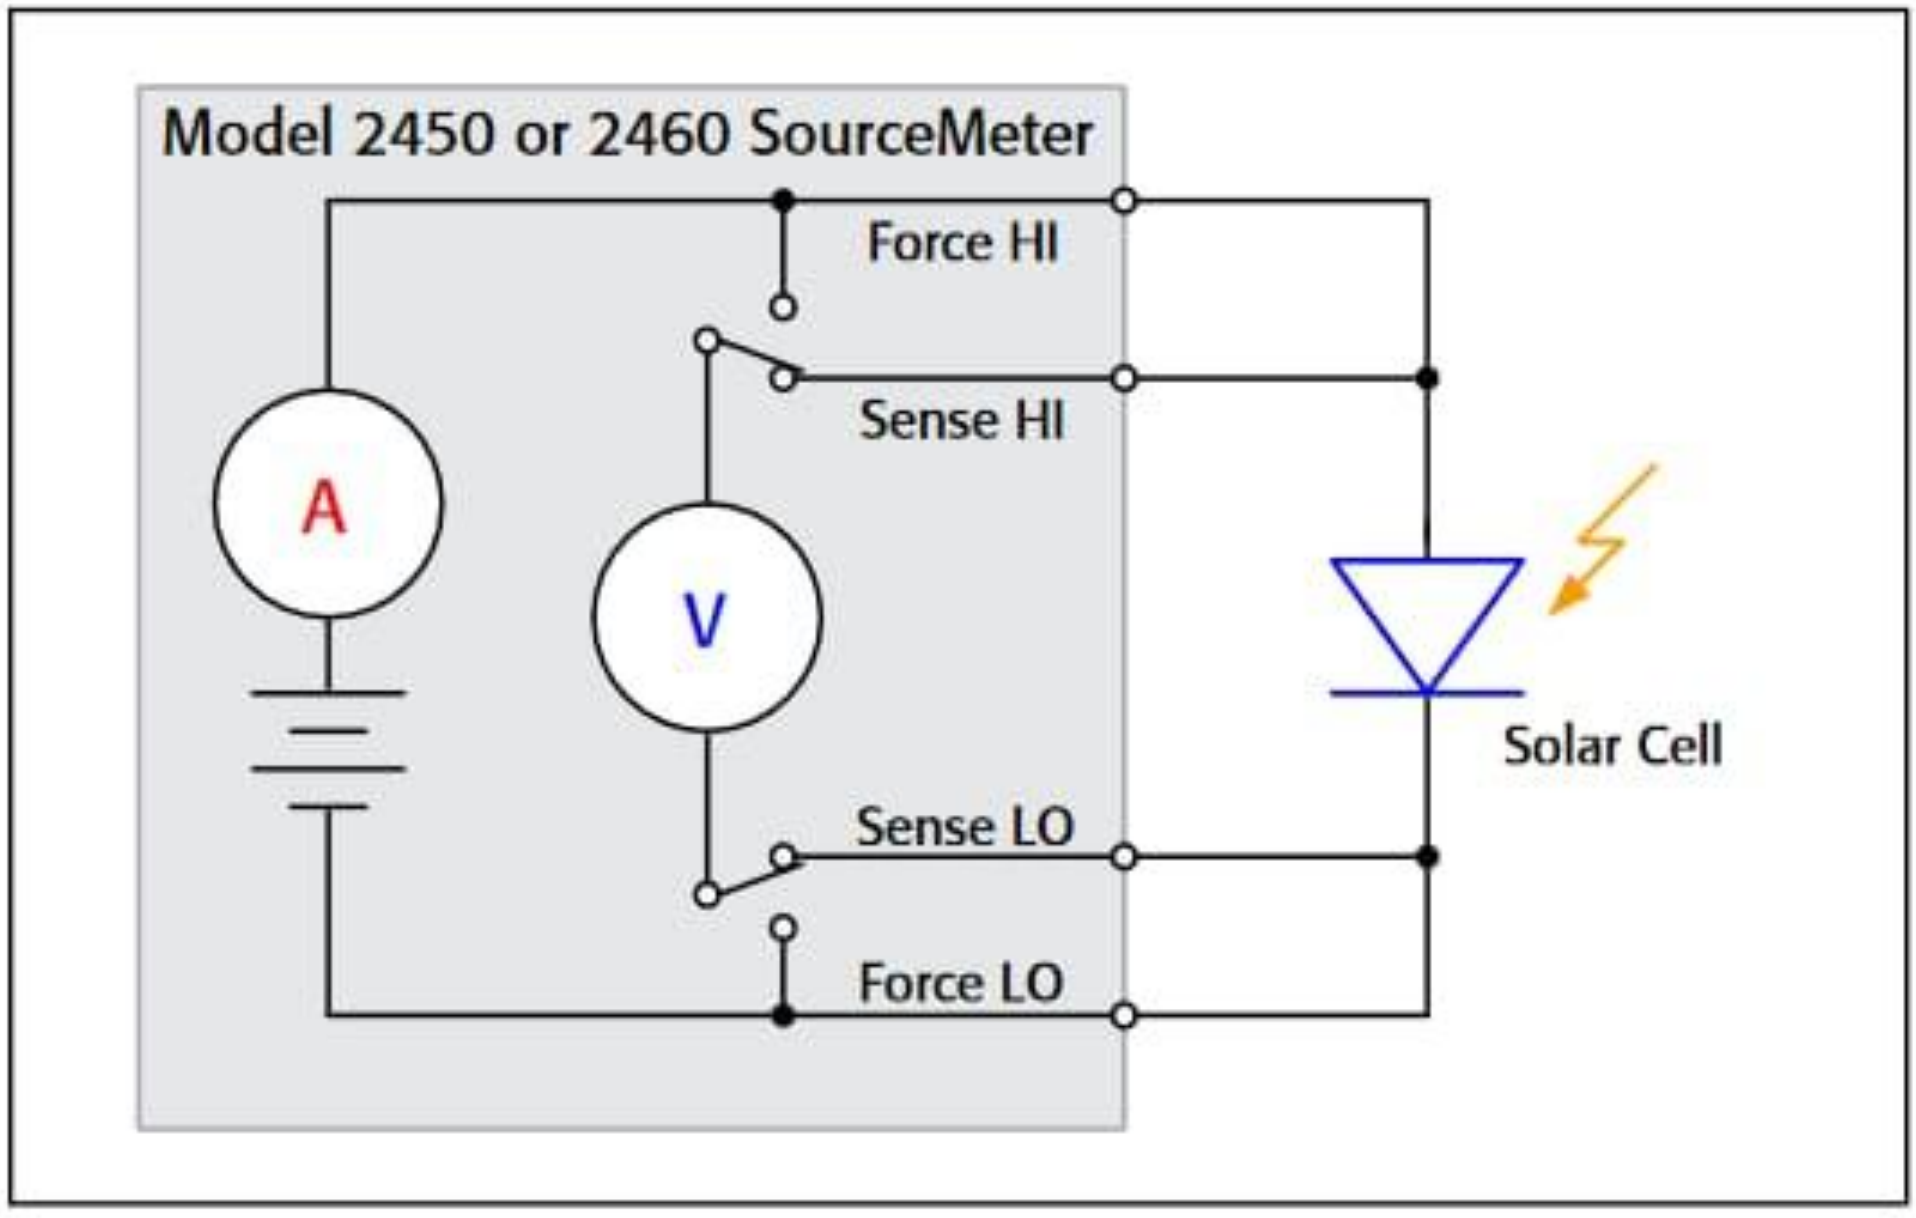 Model 2450 or 2460 SourceMeter
Force HI
Sense HI
A
V
Solar Cell
Sense LO
Force LO